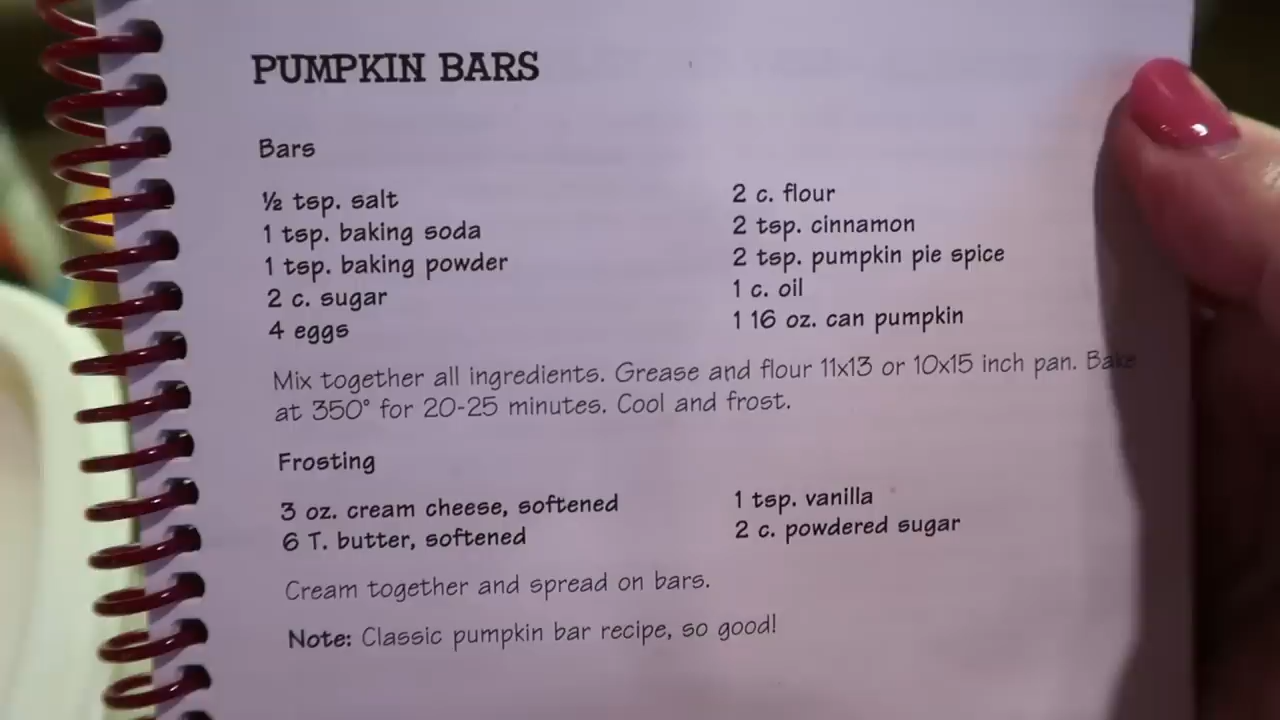 PUMPKIN BARS
Bars
½ tsp. salt
1 tsp. baking soda
1 tsp. baking powder
2 c. sugar
4 eggs
2 c. flour
2 tsp. cinnamon
2 tsp. pumpkin pie spice
1 c. oil
1 16 oz. can pumpkin
Mix together all ingredients. Grease and flour 11x13 or 10x15 inch pan. Bake
at 350° for 20-25 minutes. Cool and frost.
Frosting
3 oz. cream cheese, softened
6 T. butter, softened
1 tsp. vanilla
2 c. powdered sugar
Cream together and spread on bars.
Note: Classic pumpkin bar recipe, so good!